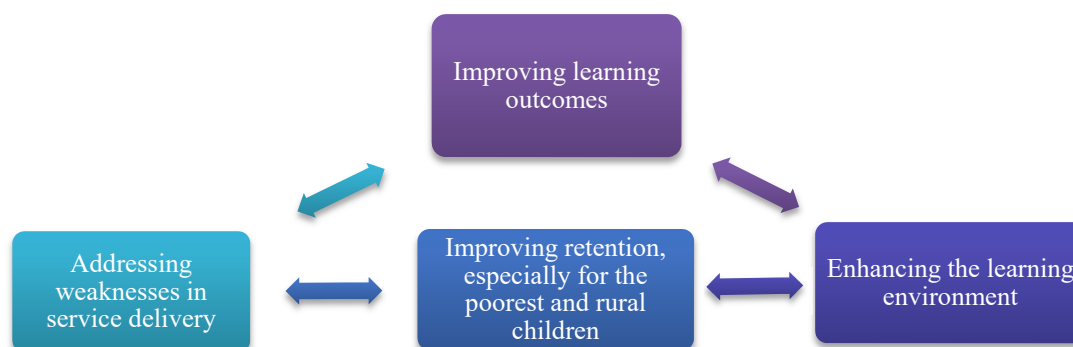 Improving learning
outcomes
Addressing
weaknesses in
service delivery
Improving retention,
especially for the
poorest and rural
children
Enhancing the learning
environment